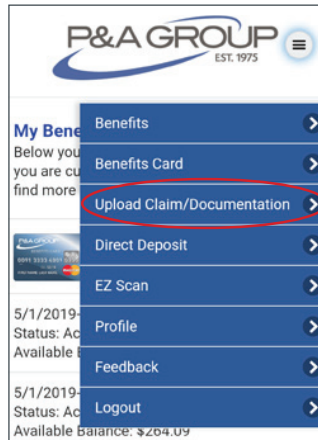 P&A GROUP
EST. 1975
My Bene
Below you
you are cu
find more
Benefits
Benefits Card
Upload Claim/Documentation
Direct Deposit
EZ Scan
Profile
Feedback
Logout
P&A GROUP
5/1/2019-
Status: Ac
Available B
5/1/2019-
Status: Ac
Available Balance: $264.09